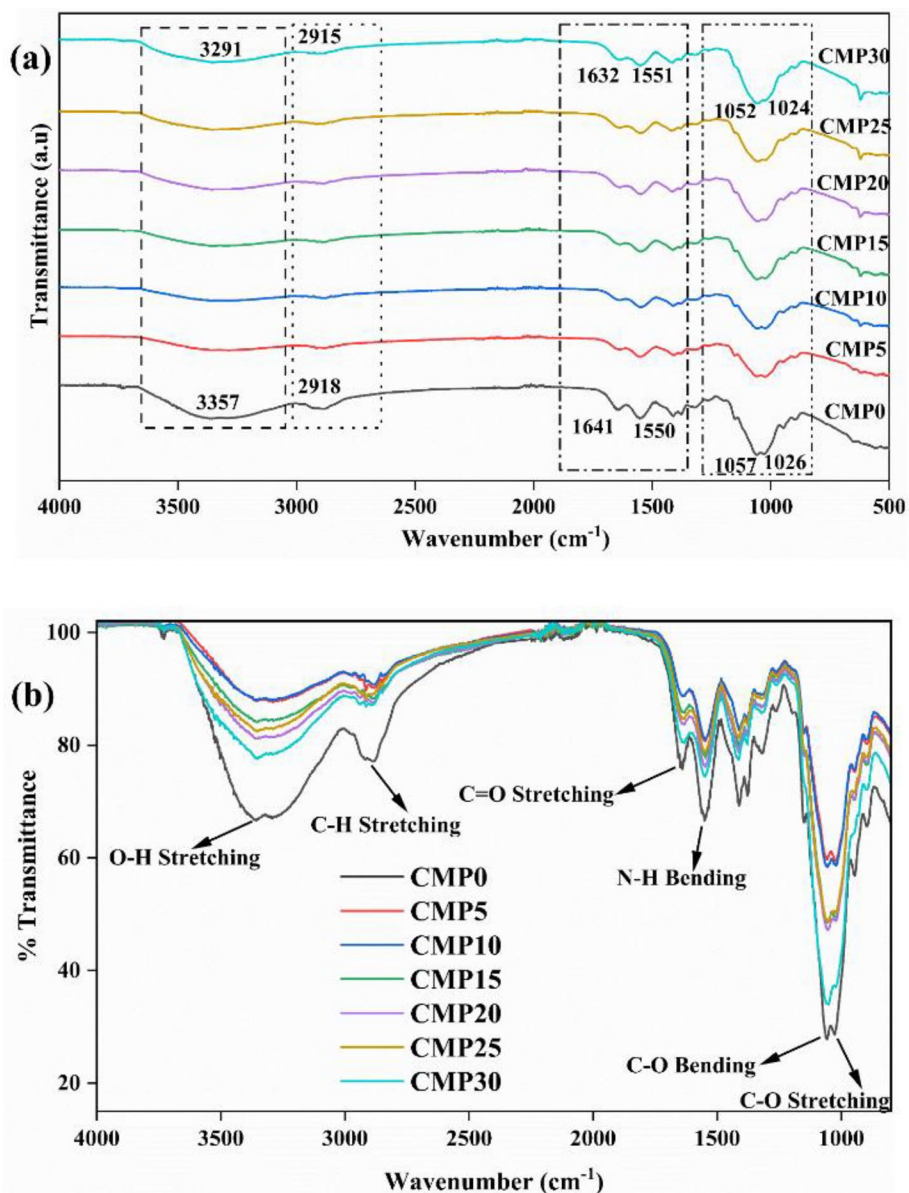 (a)
3291
2915
1632 1551
1052 1024
CMP30
CMP25
CMP20
CMP15
CMP10
CMP5
CMP0
3357
2918
1641 1550
1057 1026
Transmittance (a.u)
4000 3500 3000 2500 2000 1500 1000 500
Wavenumber (cm-1)
(b)
100
80
60
40
20
% Transmittance
O-H Stretching
C-H Stretching
C=O Stretching
N-H Bending
C-O Bending
C-O Stretching
CMP0
CMP5
CMP10
CMP15
CMP20
CMP25
CMP30
4000 3500 3000 2500 2000 1500 1000
Wavenumber (cm-1)